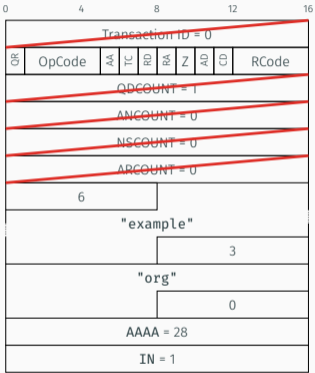 0 4 8 12 16
Transaction ID = 0
QR OpCode AA TC RD RA Z AD CD RCode
QDCOUNT = 1
ANCOUNT = 0
NSCOUNT = 0
ARCOUNT = 0
6
"example"
3
"org"
0
AAAA = 28
IN = 1